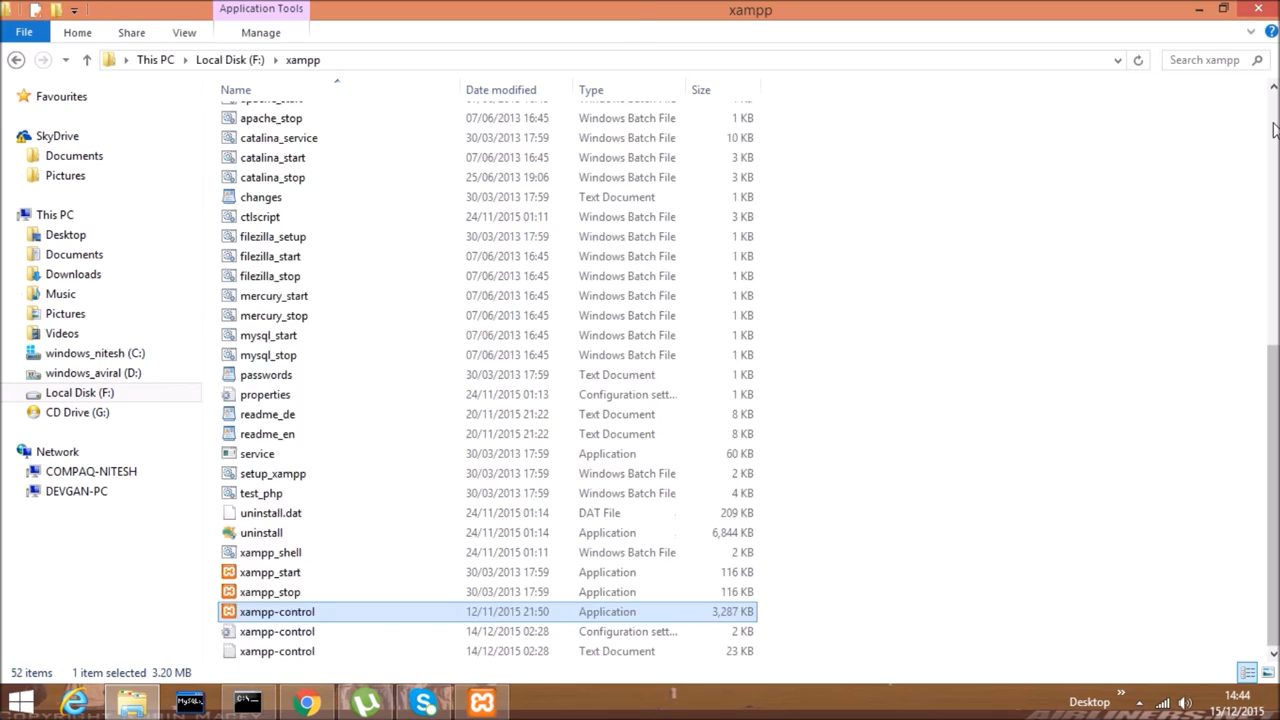 Application Tools
xampp
File Home Share View Manage
This PC Local Disk (F:) xampp
Search xampp
Name Date modified Type Size
Favourites
SkyDrive
Documents
Pictures
This PC
Desktop
Documents
Downloads
Music
Pictures
Videos
windows_nitesh (C:)
windows_aviral (D:)
Local Disk (F:)
CD Drive (G:)
Network
COMPAQ-NITESH
DEVGAN-PC
apache_stop 07/06/2013 16:45 Windows Batch File 1 KB
catalina_service 30/03/2013 17:59 Windows Batch File 10 KB
catalina_start 07/06/2013 16:45 Windows Batch File 3 KB
catalina_stop 25/06/2013 19:06 Windows Batch File 3 KB
changes 30/03/2013 17:59 Text Document 1 KB
ctlscript 24/11/2015 01:11 Windows Batch File 3 KB
filezilla_setup 30/03/2013 17:59 Windows Batch File 1 KB
filezilla_start 07/06/2013 16:45 Windows Batch File 1 KB
filezilla_stop 07/06/2013 16:45 Windows Batch File 1 KB
mercury_start 07/06/2013 16:45 Windows Batch File 1 KB
mercury_stop 07/06/2013 16:45 Windows Batch File 1 KB
mysql_start 07/06/2013 16:45 Windows Batch File 1 KB
mysql_stop 07/06/2013 16:45 Windows Batch File 1 KB
passwords 30/03/2013 17:59 Text Document 1 KB
properties 24/11/2015 01:13 Configuration sett... 1 KB
readme_de 20/11/2015 21:22 Text Document 8 KB
readme_en 20/11/2015 21:22 Text Document 8 KB
service 30/03/2013 17:59 Application 60 KB
setup_xampp 30/03/2013 17:59 Windows Batch File 2 KB
test_php 30/03/2013 17:59 Windows Batch File 4 KB
uninstall.dat 24/11/2015 01:14 DAT File 209 KB
uninstall 24/11/2015 01:14 Application 6,844 KB
xampp_shell 24/11/2015 01:11 Windows Batch File 2 KB
xampp_start 30/03/2013 17:59 Application 116 KB
xampp_stop 30/03/2013 17:59 Application 116 KB
xampp-control 12/11/2015 21:50 Application 3,287 KB
xampp-control 14/12/2015 02:28 Configuration sett... 2 KB
xampp-control 14/12/2015 02:28 Text Document 23 KB
52 items 1 item selected 3.20 MB
Desktop
14:44
15/12/2015